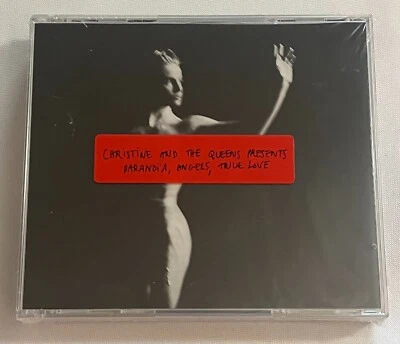 CHRISTINE AND THE QUEENS PRESENTS
PARANOÏA, ANGELS, TRUE LOVE